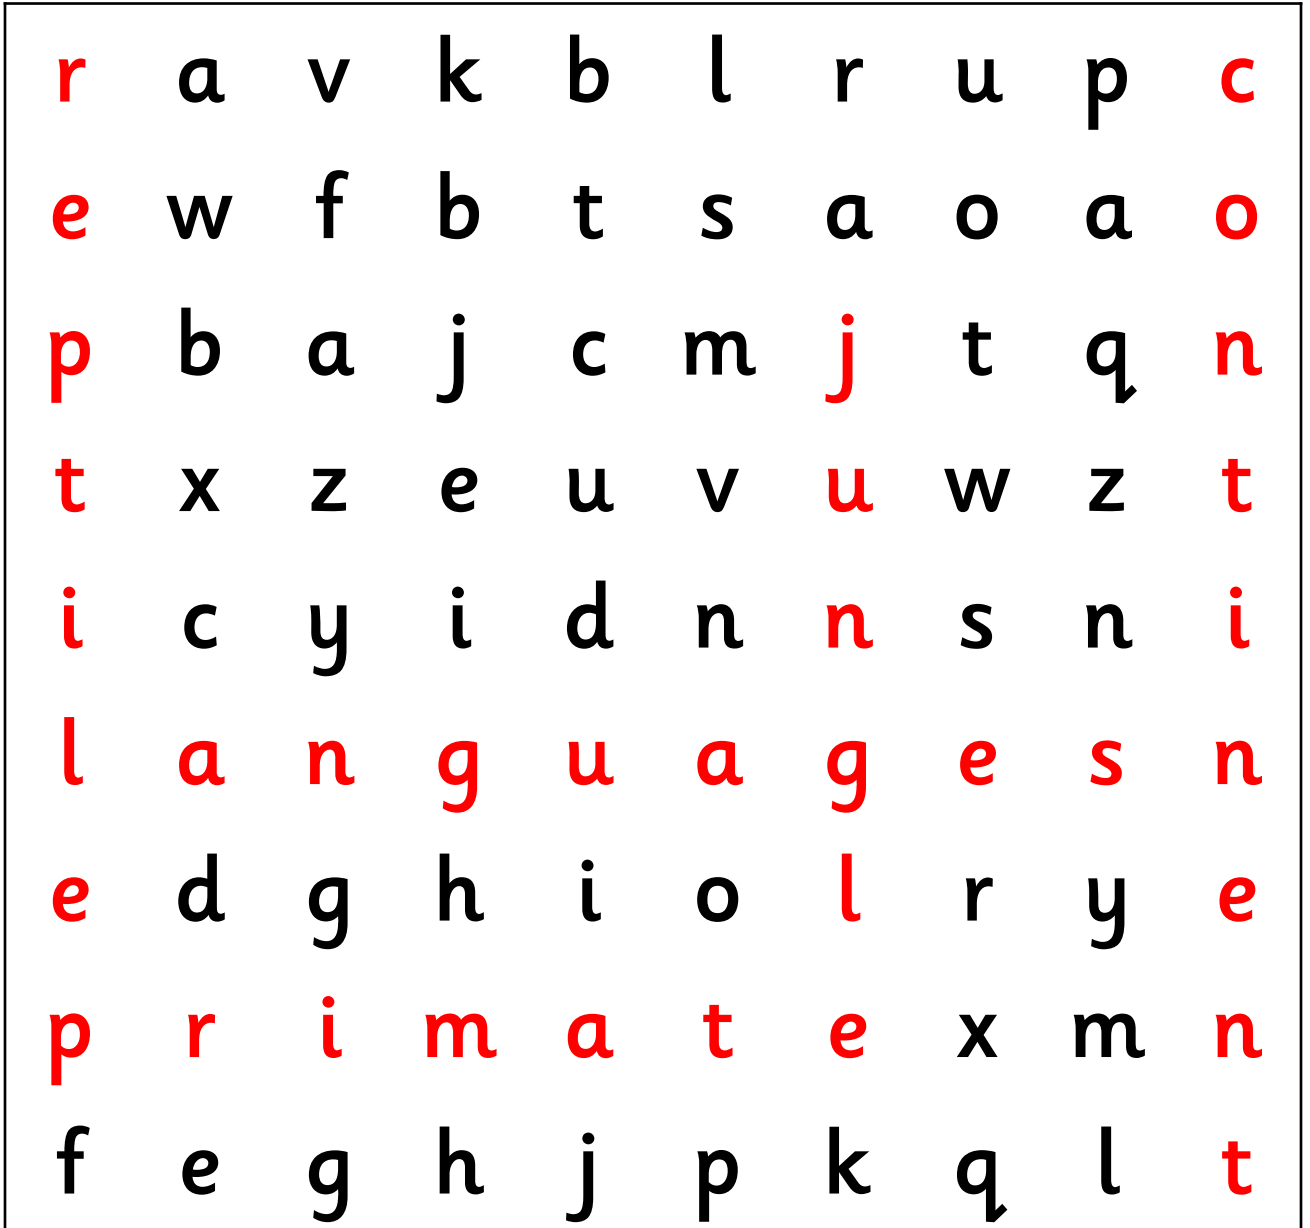 r a v k b l r u p c
e w f b t s a o a o
p b a j c m j t q n
t x z e u v u w z t
i c y i d n n s n i
l a n g u a g e s n
e d g h i o l r y e
p r i m a t e x m n
f e g h j p k q l t